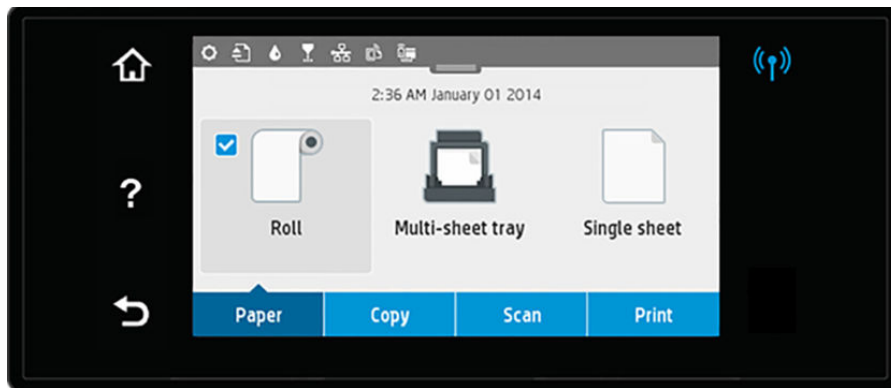 2:36 AM January 01 2014
Roll Multi-sheet tray Single sheet
?
Paper Copy Scan Print